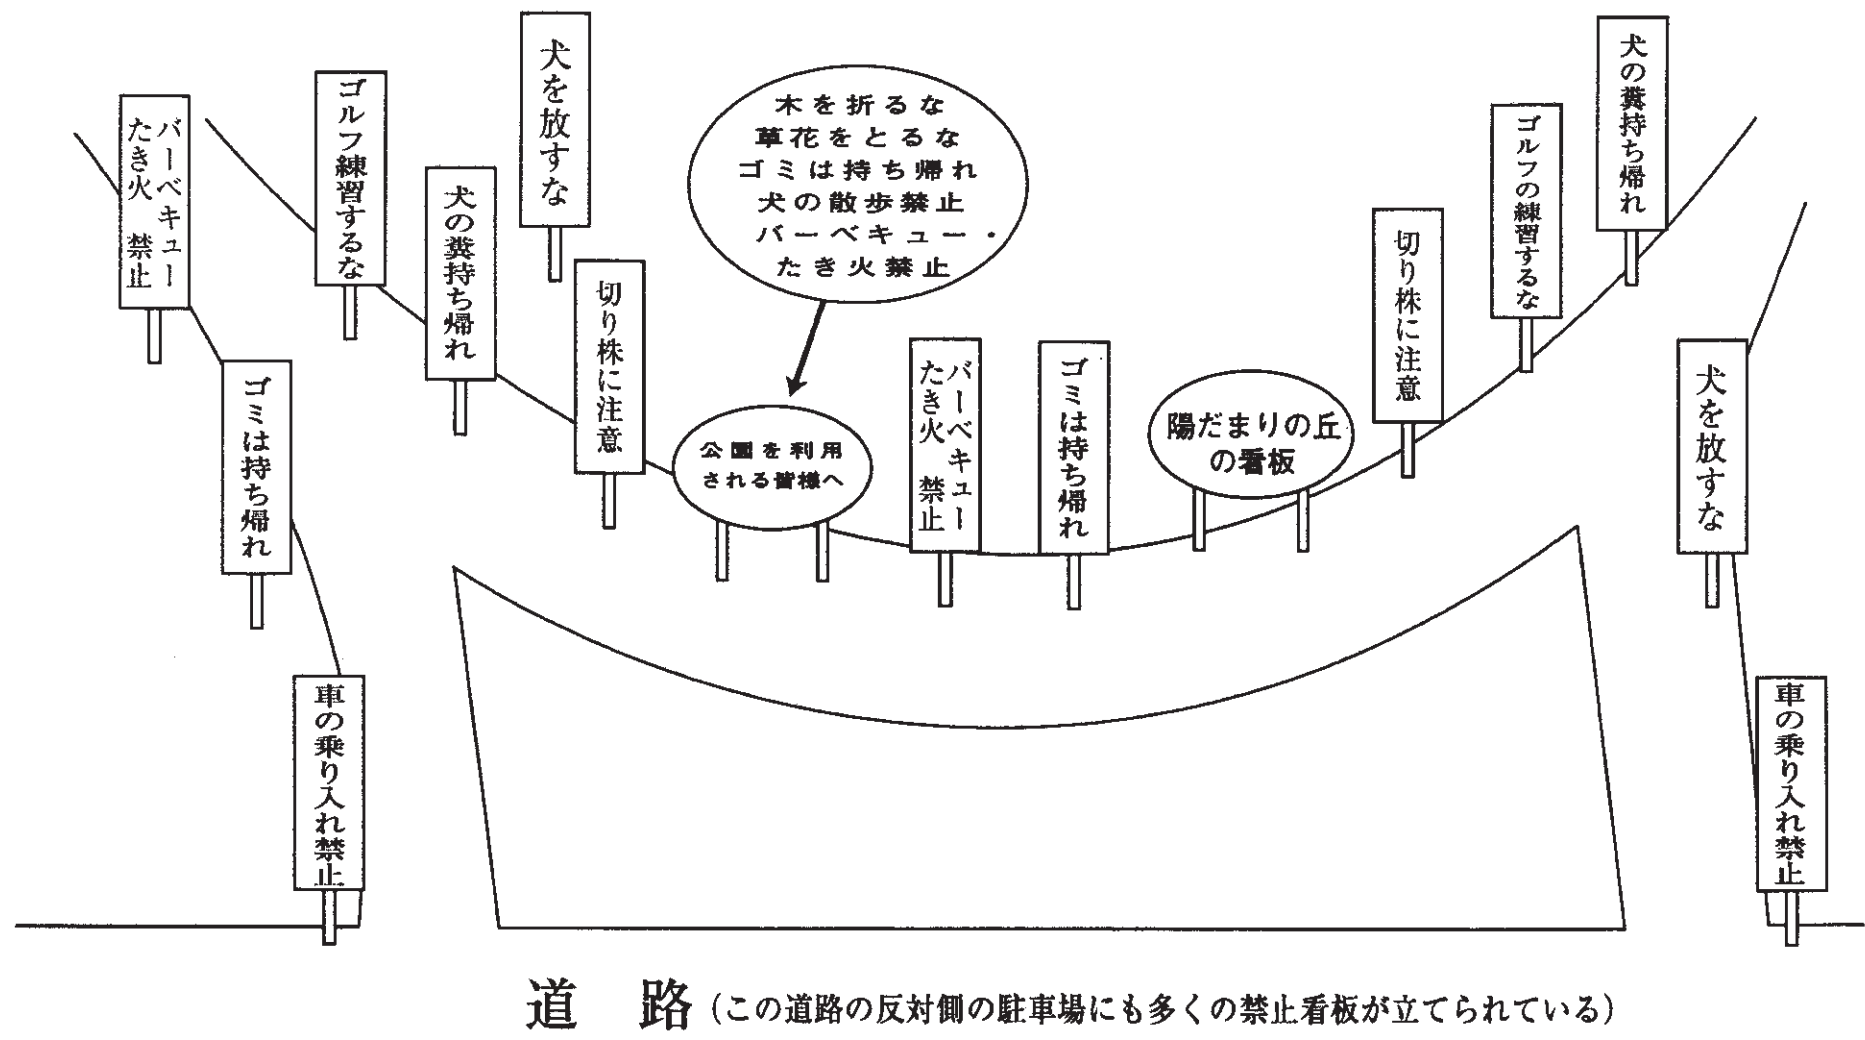 バーベキュー
たき火 禁止
ゴミは持ち帰れ
車の乗り入れ禁止
ゴルフ練習するな
犬の糞持ち帰れ
犬を放すな
切り株に注意
木を折るな
草花をとるな
ゴミは持ち帰れ
犬の散歩禁止
バーベキュー・
たき火禁止
公園を利用
される皆様へ
バーベキュー
たき火 禁止
ゴミは持ち帰れ
陽だまりの丘
の看板
切り株に注意
ゴルフの練習するな
犬の糞持ち帰れ
犬を放すな
車の乗り入れ禁止
道 路(この道路の反対側の駐車場にも多くの禁止看板が立てられている)